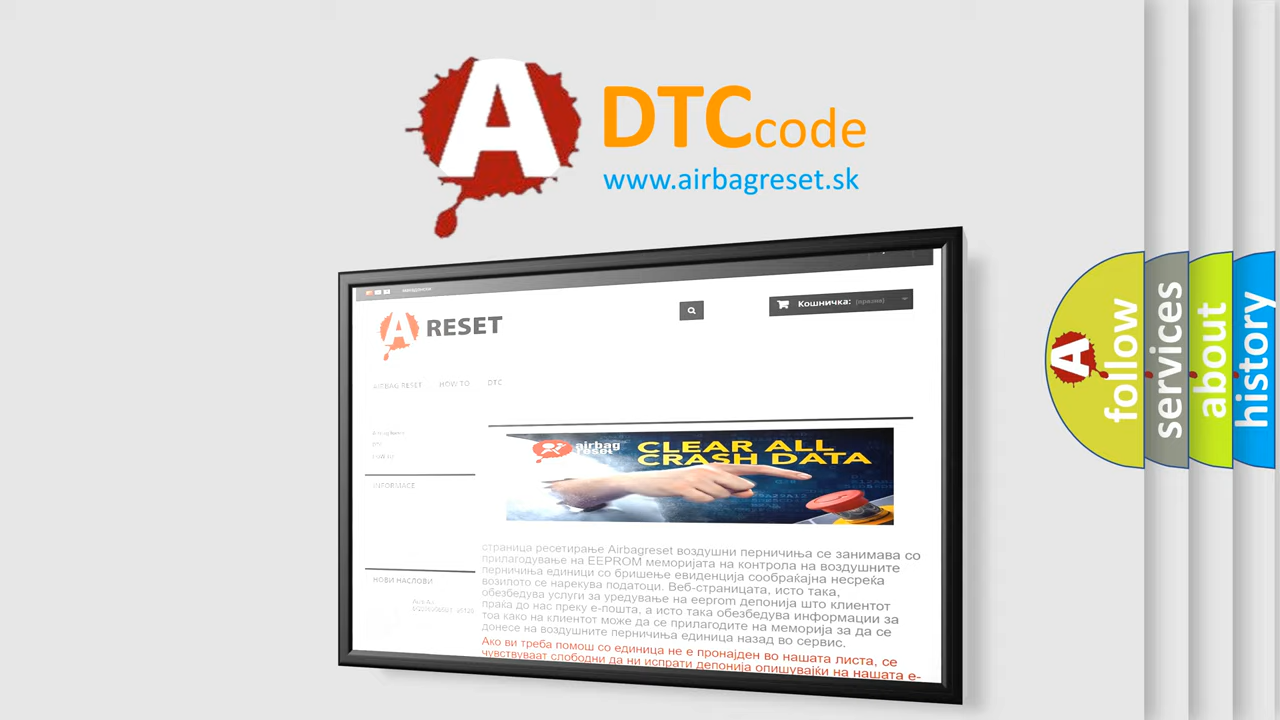 A
DTCcode
www.airbagreset.sk
Кошничка: (празна)
A RESET
AIRBAG RESET HOW TO DTC
INFORMACE
НОВИ НАСЛОВИ
airbag
reset
CLEAR ALL
CRASH DATA
страница ресетирање Airbagreset воздушни перничиња се занимава со
прилагодување на EEPROM меморијата на контрола на воздушните
перничиња единици со бришење евиденција сообраќајна несреќа
возилото се нарекува податоци. Веб-страницата, исто така,
обезбедува услуги за уредување на eeprom депонија што клиентот
праќа до нас преку е-пошта, а исто така обезбедува информации за
тоа како на клиентот може да се прилагодите на меморија за да се
донесе на воздушните перничиња единица назад во сервис.
Ако ви треба помош со единица не е пронајден во нашата листа, се
чувствуваат слободни да ни испрати депонија опишувајќи на нашата е-
A
follow
services
about
history